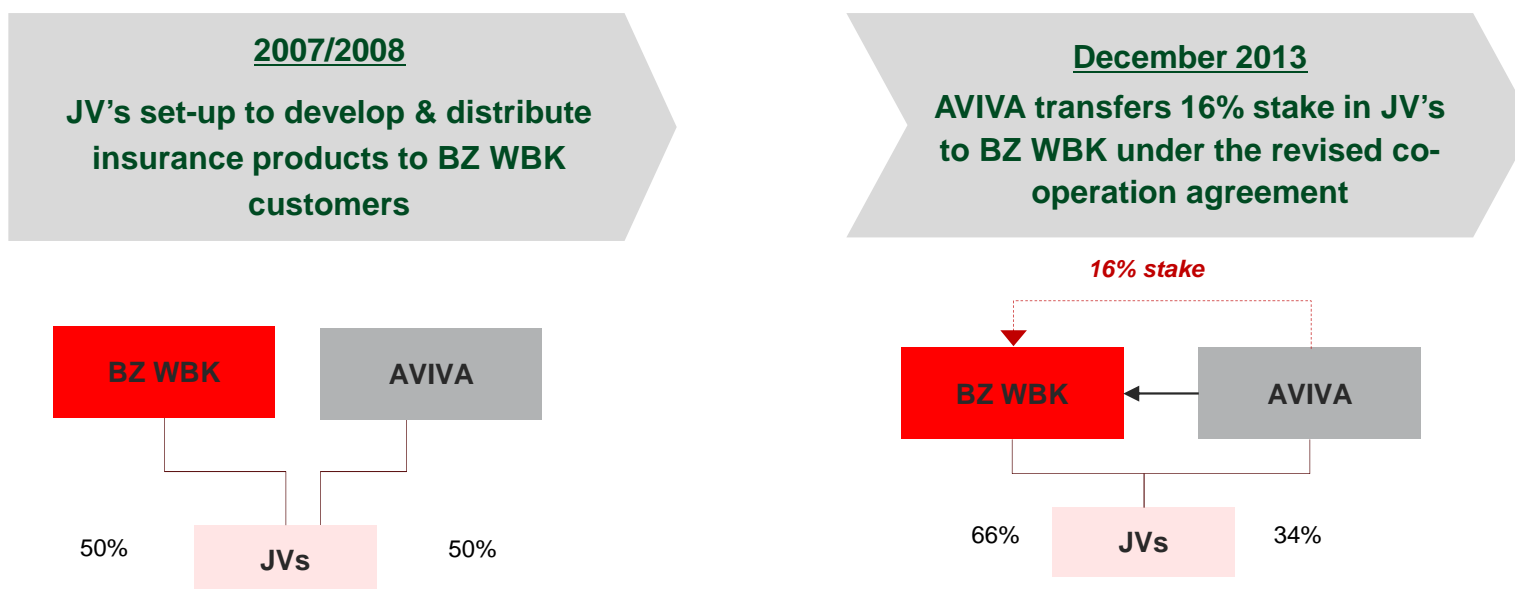 2007/2008
JV's set-up to develop & distribute
insurance products to BZ WBK
customers
BZ WBK
AVIVA
50%
JVs
50%
December 2013
AVIVA transfers 16% stake in JV's
to BZ WBK under the revised co-
operation agreement
16% stake
BZ WBK
AVIVA
66%
JVs
34%